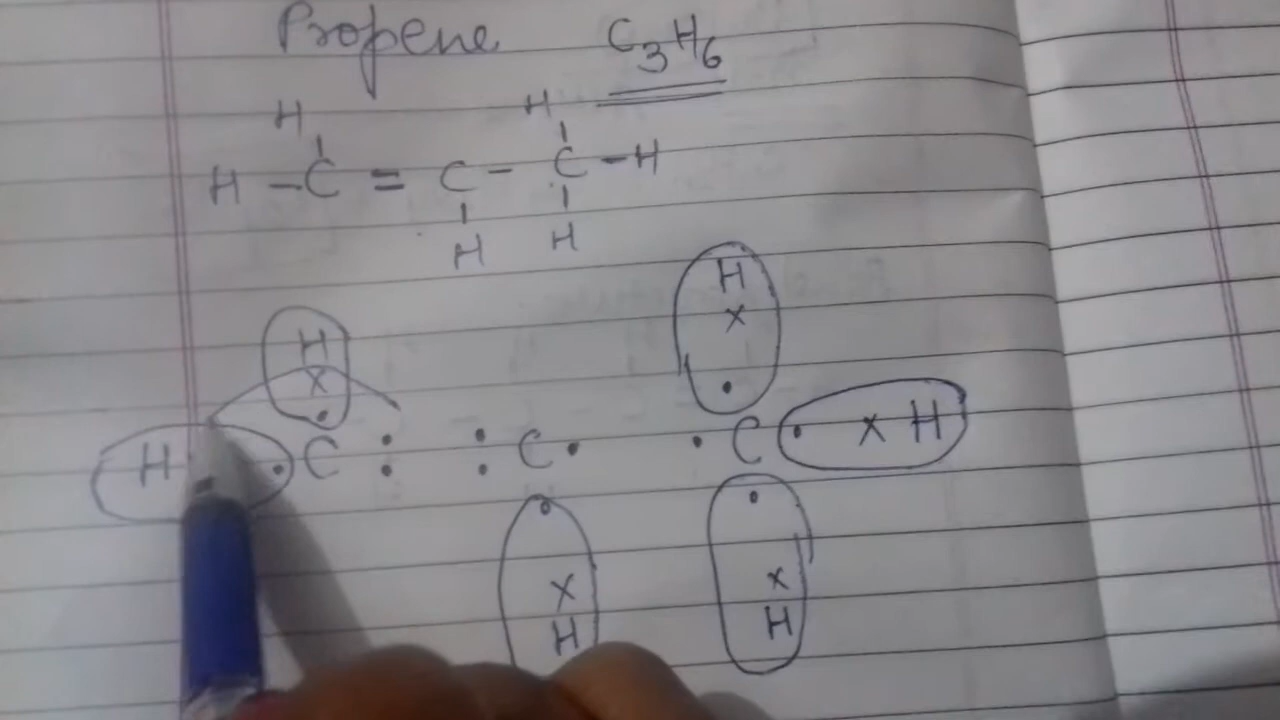 Propene C3H6
H H
H – C = C – C – H
H H
H
x
H
x
H C : : C · · C · x H
x x
H H